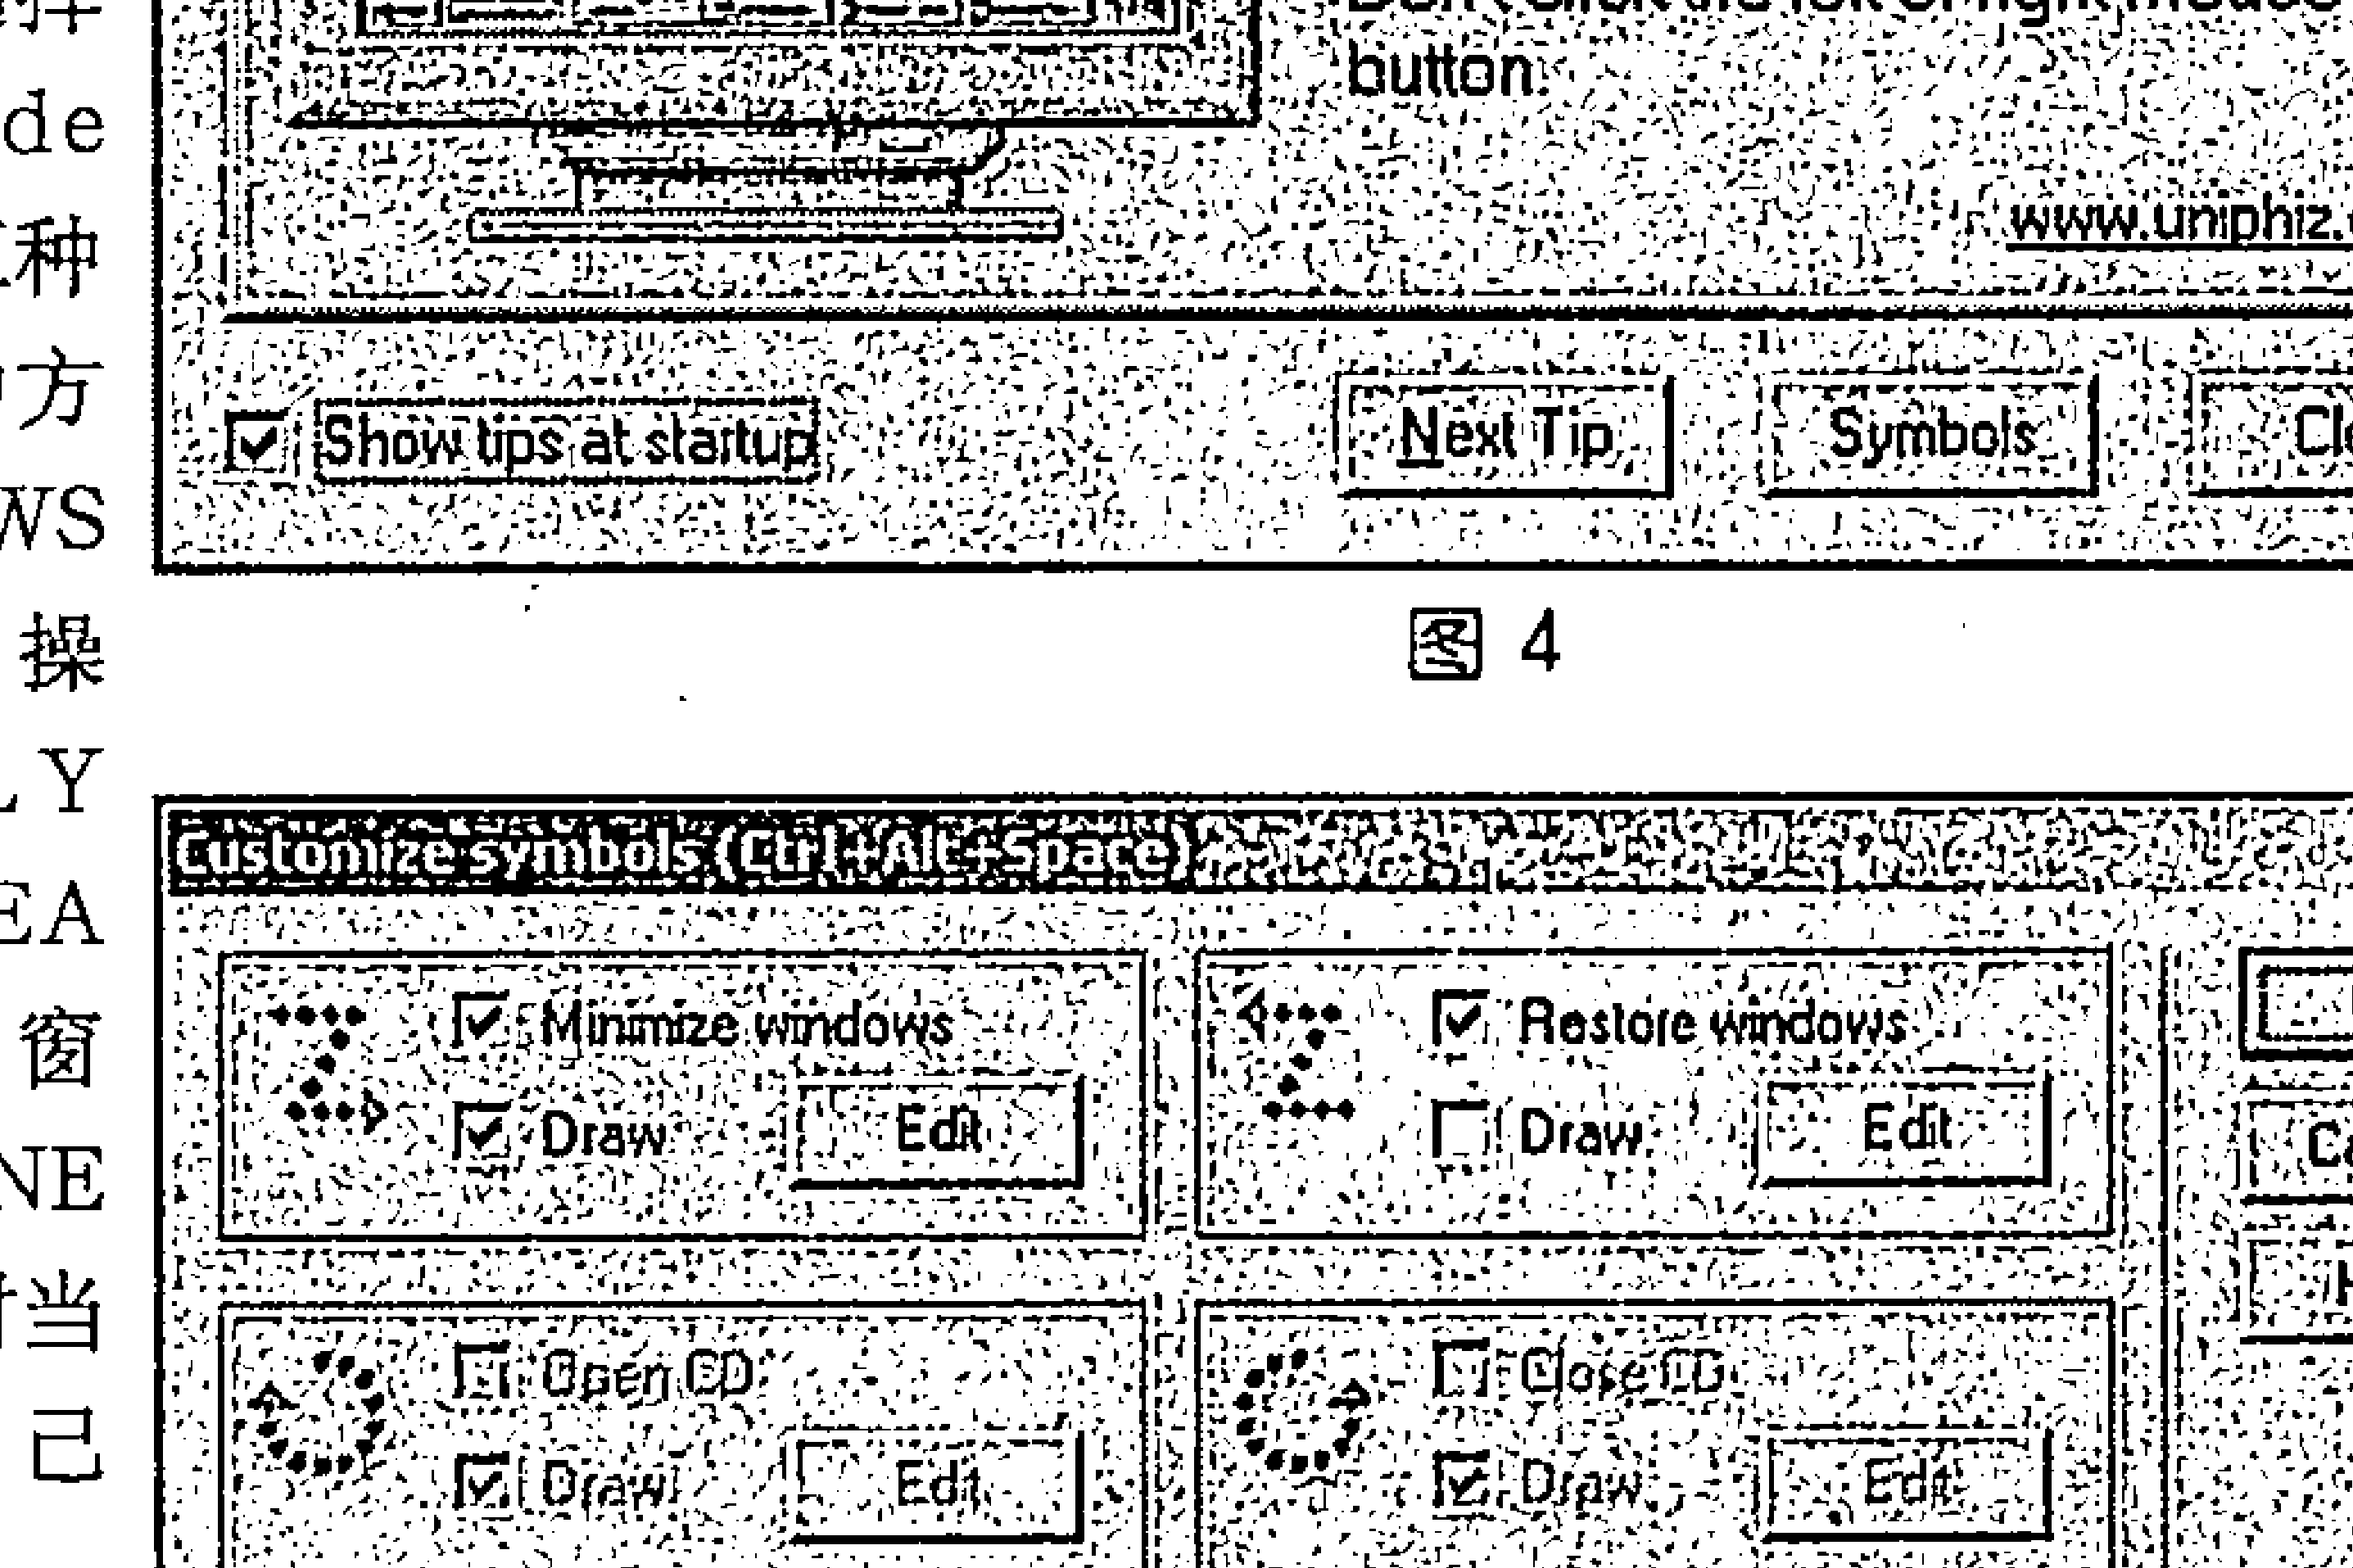 de
种
方
WS
操
Y
EA
窗
NE
当
己
button.
www.uniphiz.
Show tips at startup
Next Tip
Symbols
图 4
Customize symbols (Ctrl+Alt+Space)
Minimize windows
Draw
Edit
Restore windows
Draw
Edit
Open CD
Draw
Edit
Close CD
Draw
Edit